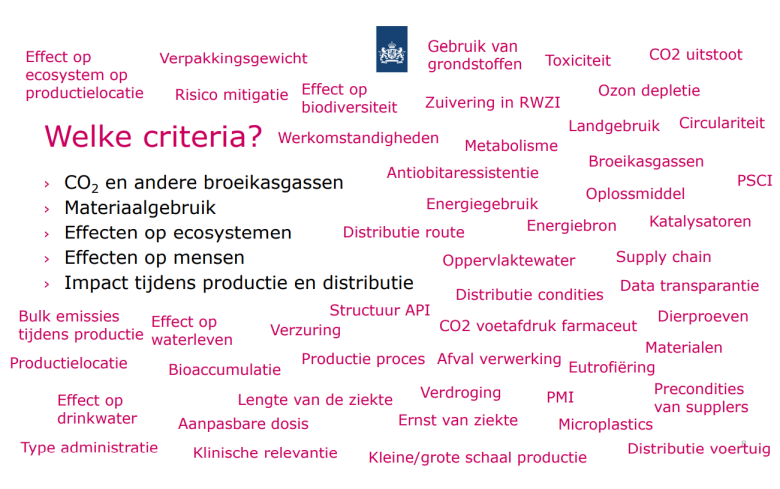 Effect op
ecosystem op
productielocatie
Verpakkingsgewicht
Gebruik van
grondstoffen
Toxiciteit
CO2 uitstoot
Risico mitigatie
Effect op
biodiversiteit
Zuivering in RWZI
Ozon depletie
Welke criteria?
Werkomstandigheden
Metabolisme
Landgebruik
Circulariteit
Antiobitaressistentie
Broeikasgassen
PSCI
› CO₂ en andere broeikasgassen
› Materiaalgebruik
› Effecten op ecosystemen
› Effecten op mensen
› Impact tijdens productie en distributie
Energiegebruik
Oplossmiddel
Distributie route
Energiebron
Katalysatoren
Oppervlaktewater
Supply chain
Distributie condities
Data transparantie
Bulk emissies
tijdens productie
Effect op
waterleven
Structuur API
Verzuring
CO2 voetafdruk farmaceut
Dierproeven
Materialen
Productielocatie
Bioaccumulatie
Productie proces
Afval verwerking
Eutrofiëring
Effect op
drinkwater
Lengte van de ziekte
Verdroging
PMI
Precondities
van supplers
Aanpasbare dosis
Ernst van ziekte
Microplastics
Type administratie
Klinische relevantie
Kleine/grote schaal productie
Distributie voertuig